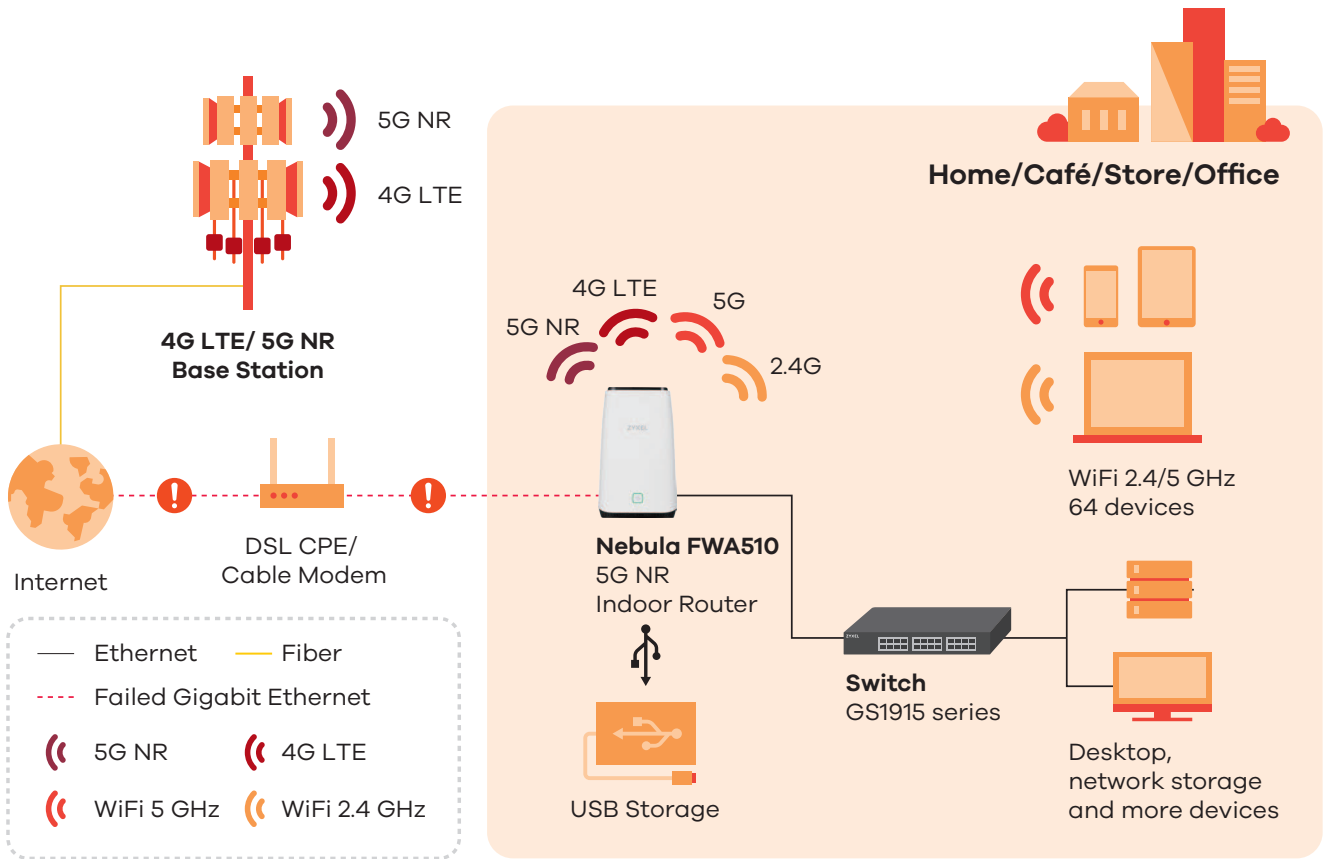 5G NR
4G LTE
4G LTE/ 5G NR
Base Station
Internet
DSL CPE/
Cable Modem
Ethernet
Fiber
Failed Gigabit Ethernet
5G NR
4G LTE
WiFi 5 GHz
WiFi 2.4 GHz
Home/Café/Store/Office
5G NR
4G LTE
5G
2.4G
ZYXEL
Nebula FWA510
5G NR
Indoor Router
USB Storage
ZYXEL
Switch
GS1915 series
WiFi 2.4/5 GHz
64 devices
Desktop,
network storage
and more devices